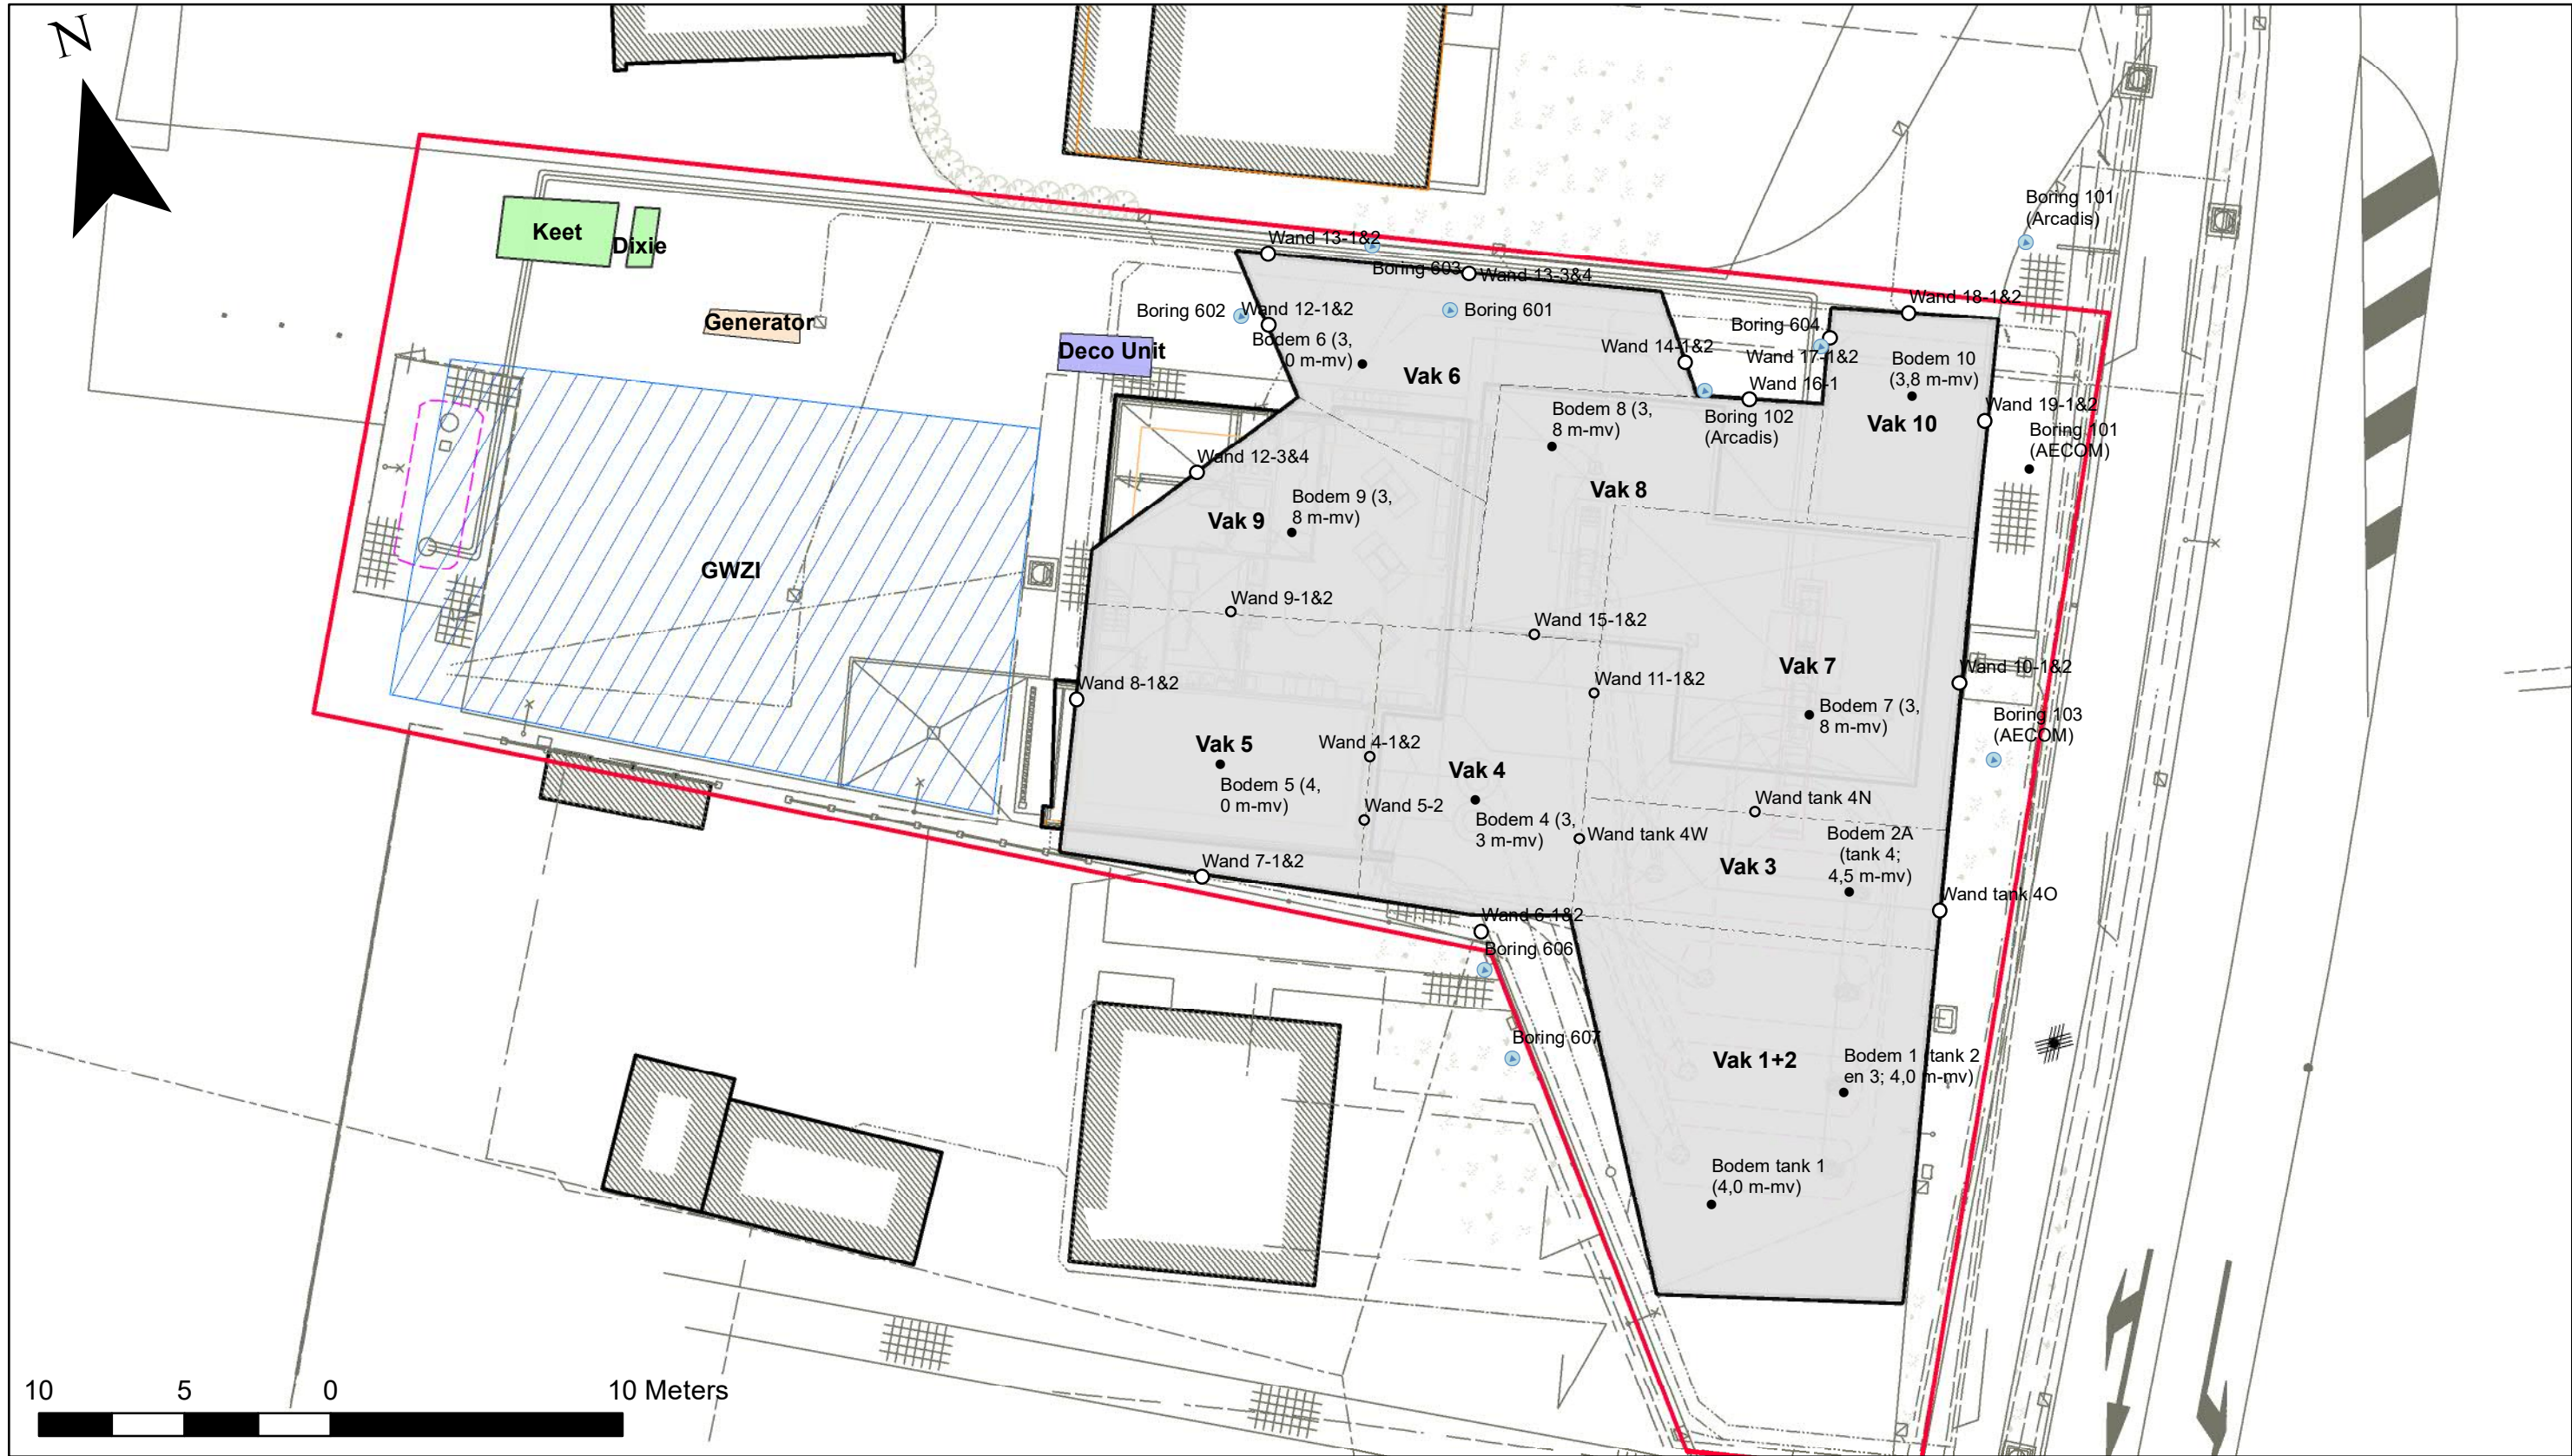 N
Keet
Dixie
Generator
Deco Unit
GWZI
Boring 101
(Arcadis)
Wand 13-1&2
Boring 603
Wand 13-3&4
Wand 18-1&2
Boring 602
Wand 12-1&2
Boring 601
Boring 604
Bodem 6 (3,
0 m-mv)
Wand 14-1&2
Wand 17-1&2
Bodem 10
(3,8 m-mv)
Vak 6
Wand 16-1
Bodem 8 (3,
8 m-mv)
Boring 102
(Arcadis)
Wand 19-1&2
Vak 10
Boring 101
(AECOM)
Wand 12-3&4
Vak 8
Bodem 9 (3,
8 m-mv)
Vak 9
Wand 9-1&2
Wand 15-1&2
Vak 7
Wand 10-1&2
Wand 8-1&2
Wand 11-1&2
Bodem 7 (3,
8 m-mv)
Boring 103
(AECOM)
Vak 5
Wand 4-1&2
Vak 4
Bodem 5 (4,
0 m-mv)
Wand 5-2
Bodem 4 (3,
3 m-mv)
Wand tank 4N
Wand tank 4W
Bodem 2A
(tank 4;
4,5 m-mv)
Vak 3
Wand 7-1&2
Wand tank 4O
Wand 6-1&2
Boring 606
Boring 607
Vak 1+2
Bodem 1 (tank 2
en 3; 4,0 m-mv)
Bodem tank 1
(4,0 m-mv)
10 5 0 10 Meters